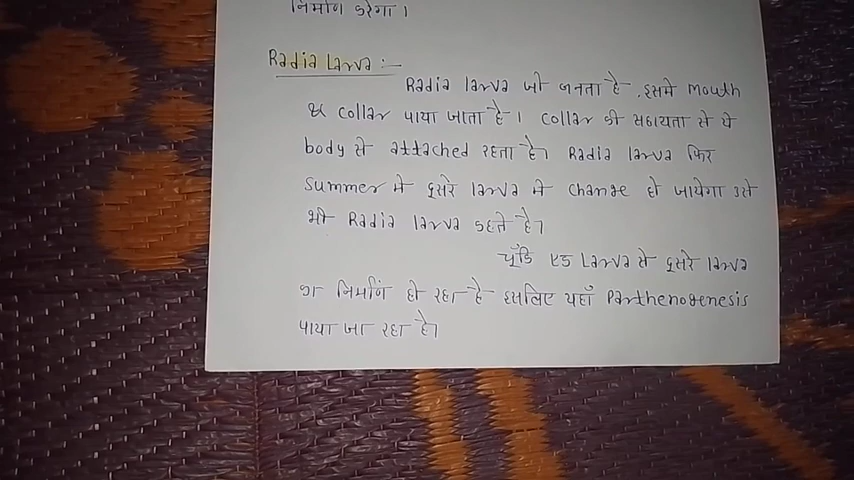 निर्माण करेगा।
Radia Larva :-
Radia larva जो बनता है, इसमे mouth
& collar पाया जाता है। collar की सहायता से ये
body से attached रहता है। Radia larva फिर
summer मे दूसरे larva मे change हो जायेगा उसे
भी Radia larva कहते है।
चूँकि एक Larva से दूसरे larva
का निर्माण हो रहा है इसलिए यहाँ Parthenogenesis
पाया जा रहा है।